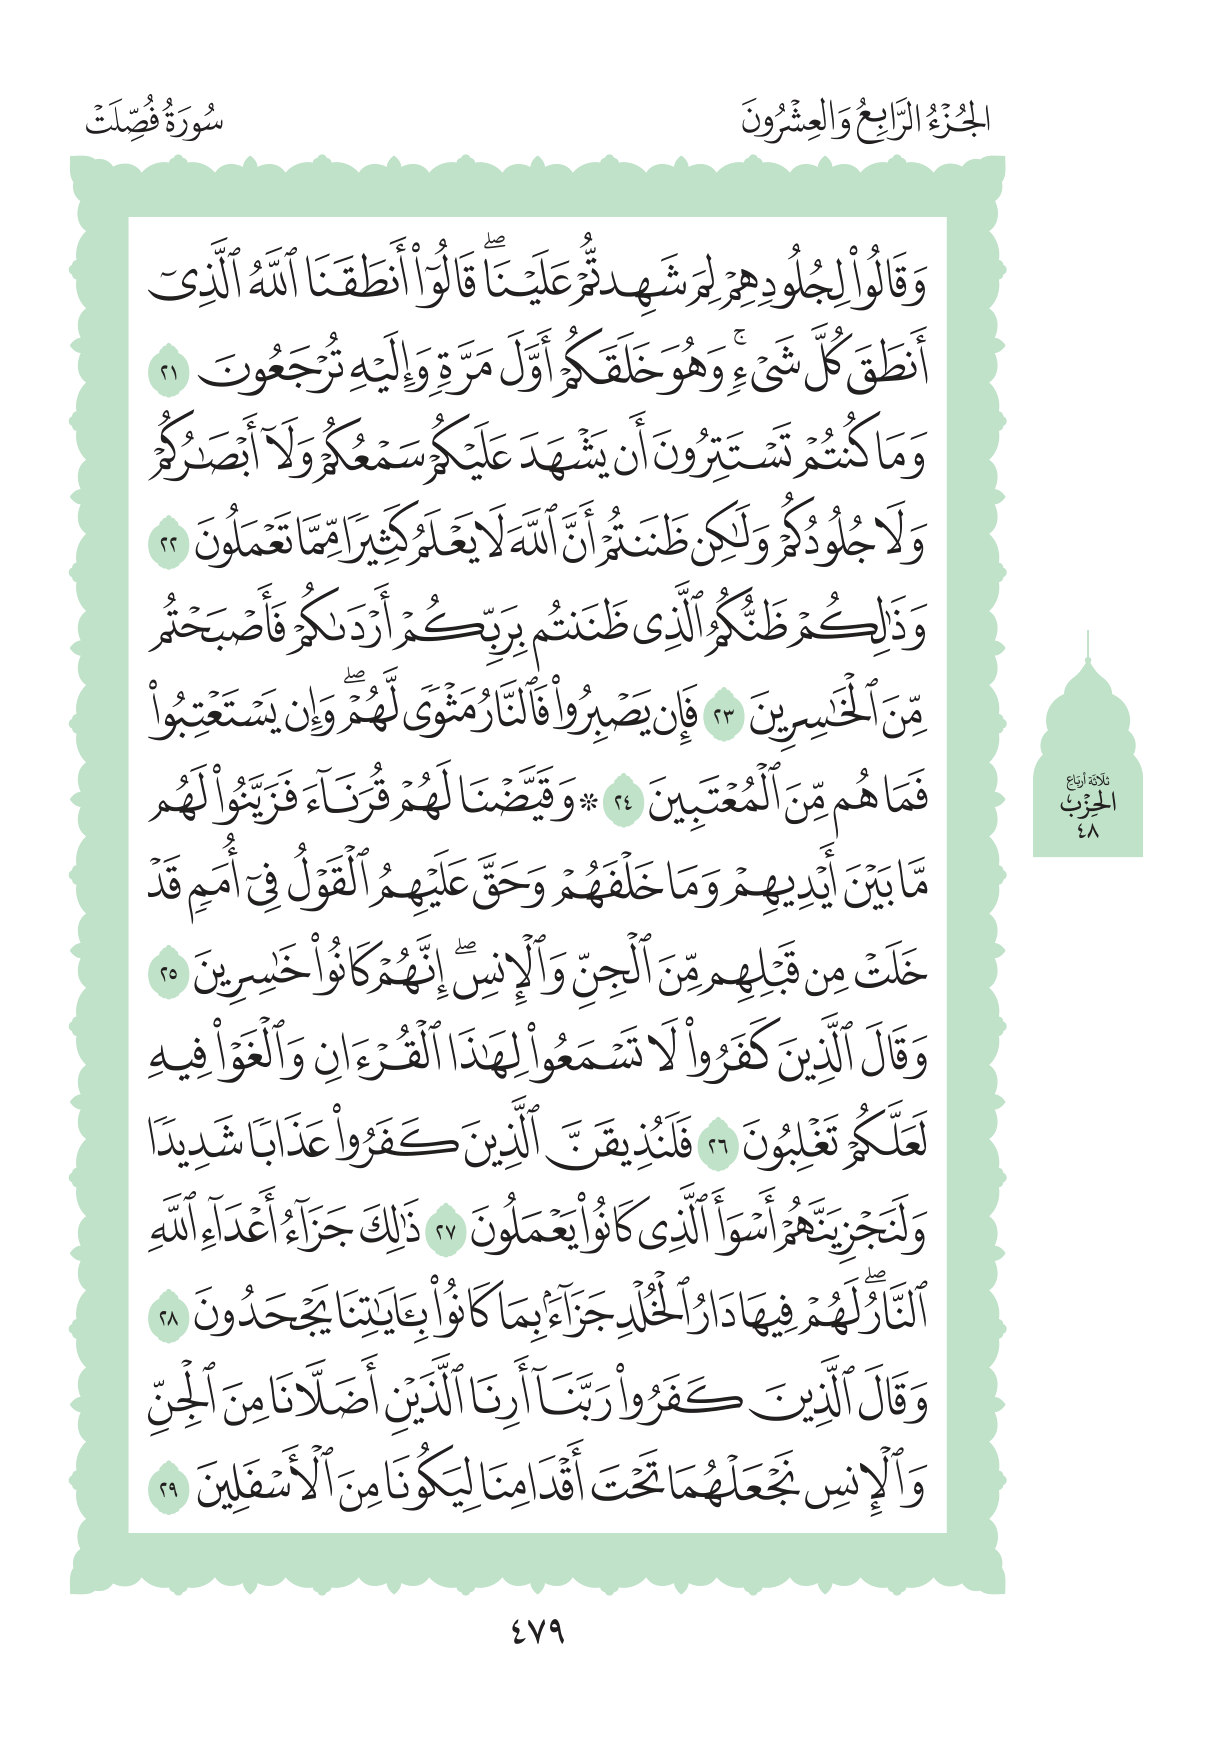 الجُزْءُ الرَّابِعُ وَالعِشْرُونَ
سُورَةُ فُصِّلَتْ
وَقَالُواْ لِجُلُودِهِمْ لِمَ شَهِدتُّمْ عَلَيْنَاۖ قَالُوٓاْ أَنطَقَنَا ٱللَّهُ ٱلَّذِيٓ
أَنطَقَ كُلَّ شَيْءٖۚ وَهُوَ خَلَقَكُمْ أَوَّلَ مَرَّةٖ وَإِلَيْهِ تُرْجَعُونَ ٢١
وَمَا كُنتُمْ تَسْتَتِرُونَ أَن يَشْهَدَ عَلَيْكُمْ سَمْعُكُمْ وَلَآ أَبْصَٰرُكُمْ
وَلَا جُلُودُكُمْ وَلَٰكِن ظَنَنتُمْ أَنَّ ٱللَّهَ لَا يَعْلَمُ كَثِيرٗا مِّمَّا تَعْمَلُونَ ٢٢
وَذَٰلِكُمْ ظَنُّكُمُ ٱلَّذِي ظَنَنتُم بِرَبِّكُمْ أَرْدَىٰكُمْ فَأَصْبَحْتُم
مِّنَ ٱلْخَٰسِرِينَ ٢٣ فَإِن يَصْبِرُواْ فَٱلنَّارُ مَثْوٗى لَّهُمْۖ وَإِن يَسْتَعْتِبُواْ
فَمَا هُم مِّنَ ٱلْمُعْتَبِينَ ٢٤ ۞ وَقَيَّضْنَا لَهُمْ قُرَنَآءَ فَزَيَّنُواْ لَهُم
مَّا بَيْنَ أَيْدِيهِمْ وَمَا خَلْفَهُمْ وَحَقَّ عَلَيْهِمُ ٱلْقَوْلُ فِيٓ أُمَمٖ قَدْ
خَلَتْ مِن قَبْلِهِم مِّنَ ٱلْجِنِّ وَٱلْإِنسِۖ إِنَّهُمْ كَانُواْ خَٰسِرِينَ ٢٥
وَقَالَ ٱلَّذِينَ كَفَرُواْ لَا تَسْمَعُواْ لِهَٰذَا ٱلْقُرْءَانِ وَٱلْغَوْاْ فِيهِ
لَعَلَّكُمْ تَغْلِبُونَ ٢٦ فَلَنُذِيقَنَّ ٱلَّذِينَ كَفَرُواْ عَذَابٗا شَدِيدٗا
وَلَنَجْزِيَنَّهُمْ أَسْوَأَ ٱلَّذِي كَانُواْ يَعْمَلُونَ ٢٧ ذَٰلِكَ جَزَآءُ أَعْدَآءِ ٱللَّهِ
ٱلنَّارُۖ لَهُمْ فِيهَا دَارُ ٱلْخُلْدِ جَزَآءَۢ بِمَا كَانُواْ بِـَٔايَٰتِنَا يَجْحَدُونَ ٢٨
وَقَالَ ٱلَّذِينَ كَفَرُواْ رَبَّنَآ أَرِنَا ٱلَّذَيْنِ أَضَلَّانَا مِنَ ٱلْجِنِّ
وَٱلْإِنسِ نَجْعَلْهُمَا تَحْتَ أَقْدَامِنَا لِيَكُونَا مِنَ ٱلْأَسْفَلِينَ ٢٩
ثَلَاثَةُ أَرْبَاعِ
الحِزْبِ
٤٨
٤٧٩